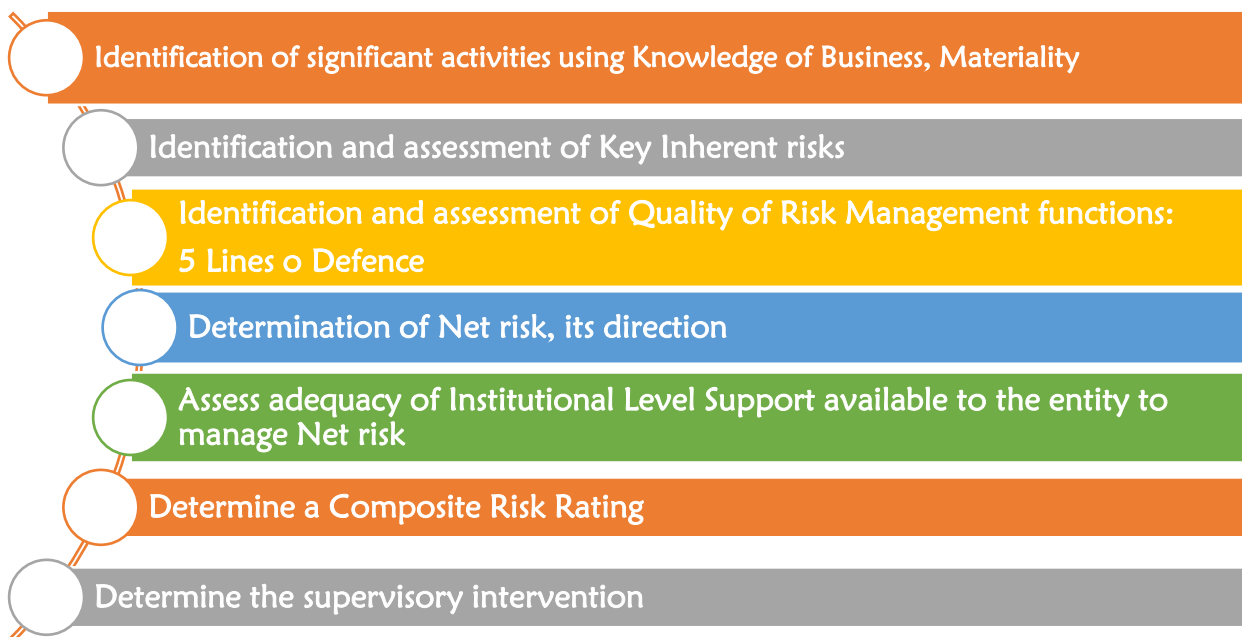 Identification of significant activities using Knowledge of Business, Materiality
Identification and assessment of Key Inherent risks
Identification and assessment of Quality of Risk Management functions:
5 Lines o Defence
Determination of Net risk, its direction
Assess adequacy of Institutional Level Support available to the entity to
manage Net risk
Determine a Composite Risk Rating
Determine the supervisory intervention